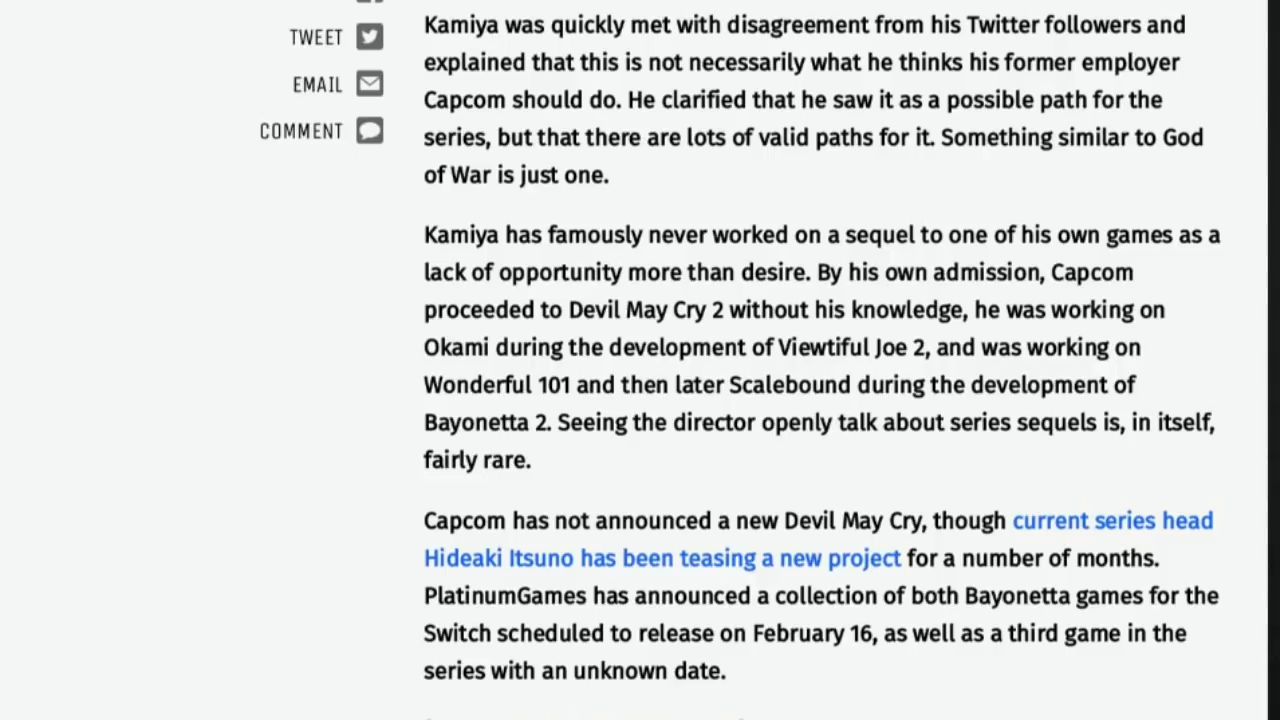 TWEET
EMAIL
COMMENT
Kamiya was quickly met with disagreement from his Twitter followers and
explained that this is not necessarily what he thinks his former employer
Capcom should do. He clarified that he saw it as a possible path for the
series, but that there are lots of valid paths for it. Something similar to God
of War is just one.
Kamiya has famously never worked on a sequel to one of his own games as a
lack of opportunity more than desire. By his own admission, Capcom
proceeded to Devil May Cry 2 without his knowledge, he was working on
Okami during the development of Viewtiful Joe 2, and was working on
Wonderful 101 and then later Scalebound during the development of
Bayonetta 2. Seeing the director openly talk about series sequels is, in itself,
fairly rare.
Capcom has not announced a new Devil May Cry, though current series head
Hideaki Itsuno has been teasing a new project for a number of months.
PlatinumGames has announced a collection of both Bayonetta games for the
Switch scheduled to release on February 16, as well as a third game in the
series with an unknown date.